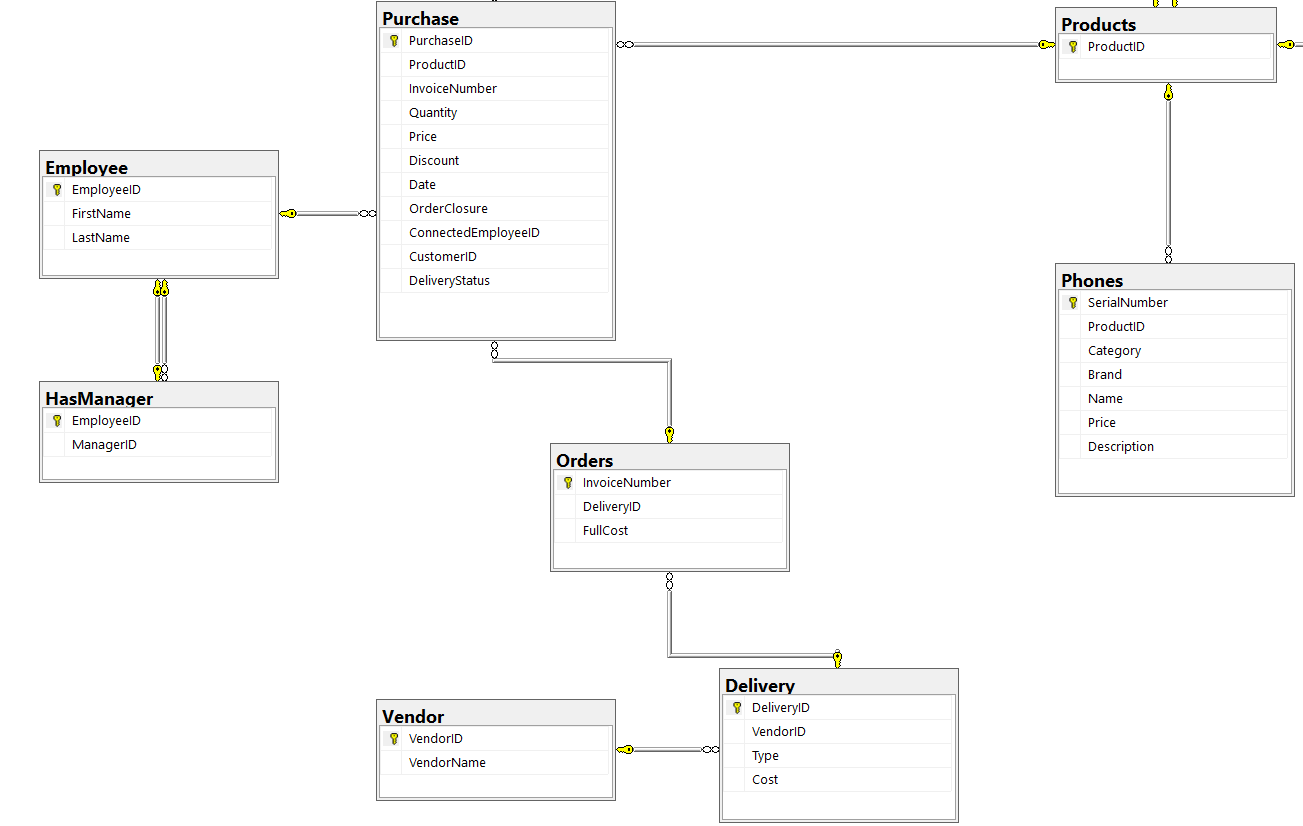 Purchase
PurchaseID
ProductID
InvoiceNumber
Quantity
Price
Discount
Date
OrderClosure
ConnectedEmployeeID
CustomerID
DeliveryStatus
Products
ProductID
Employee
EmployeeID
FirstName
LastName
HasManager
EmployeeID
ManagerID
Phones
SerialNumber
ProductID
Category
Brand
Name
Price
Description
Orders
InvoiceNumber
DeliveryID
FullCost
Vendor
VendorID
VendorName
Delivery
DeliveryID
VendorID
Type
Cost